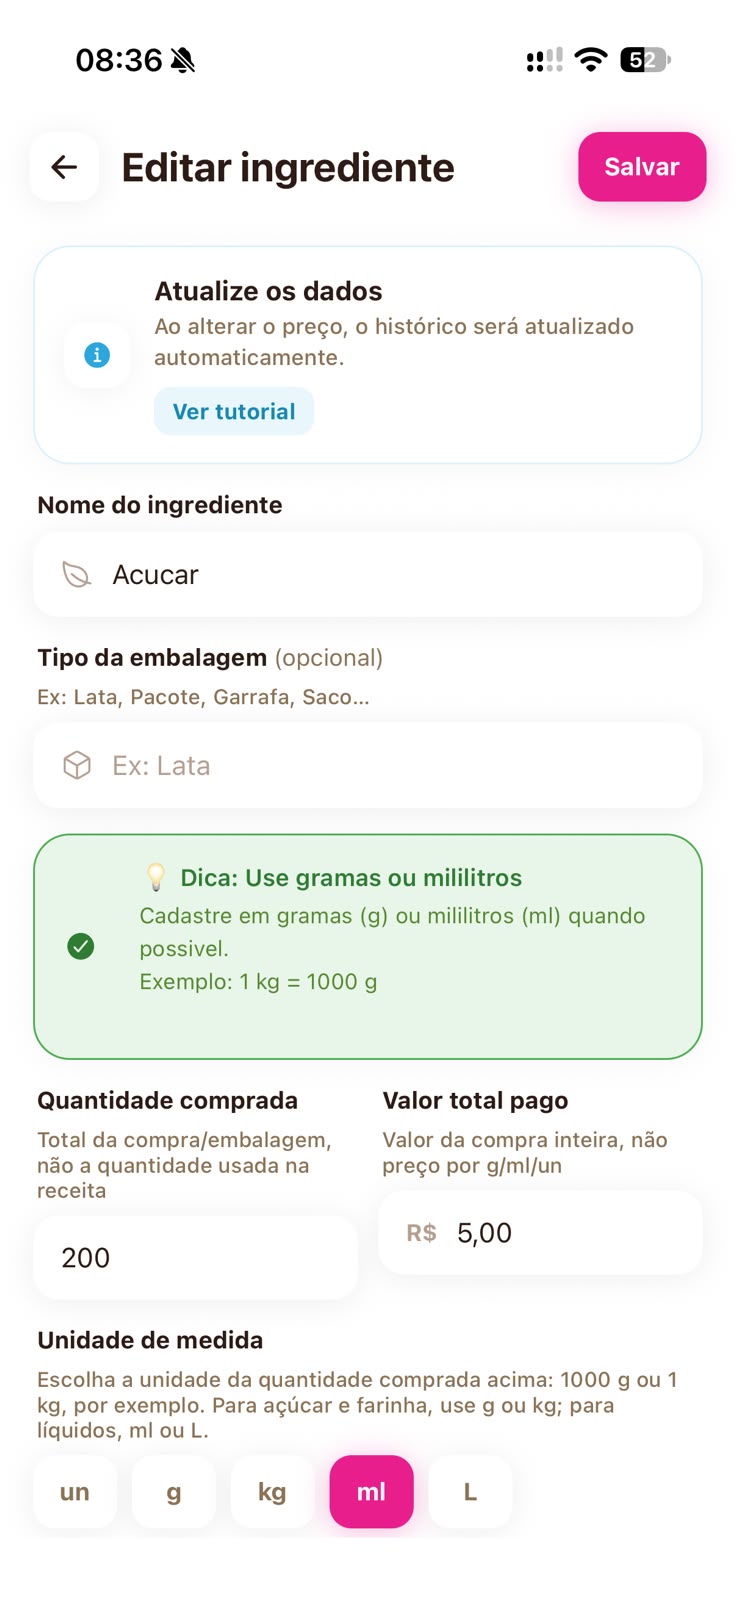 08:36
52
Editar ingrediente
Salvar
Atualize os dados
Ao alterar o preço, o histórico será atualizado
automaticamente.
Ver tutorial
Nome do ingrediente
Acucar
Tipo da embalagem (opcional)
Ex: Lata, Pacote, Garrafa, Saco...
Ex: Lata
Dica: Use gramas ou mililitros
Cadastre em gramas (g) ou mililitros (ml) quando
possivel.
Exemplo: 1 kg = 1000 g
Quantidade comprada
Total da compra/embalagem,
não a quantidade usada na
receita
200
Valor total pago
Valor da compra inteira, não
preço por g/ml/un
R$ 5,00
Unidade de medida
Escolha a unidade da quantidade comprada acima: 1000 g ou 1
kg, por exemplo. Para açúcar e farinha, use g ou kg; para
líquidos, ml ou L.
un g kg ml L